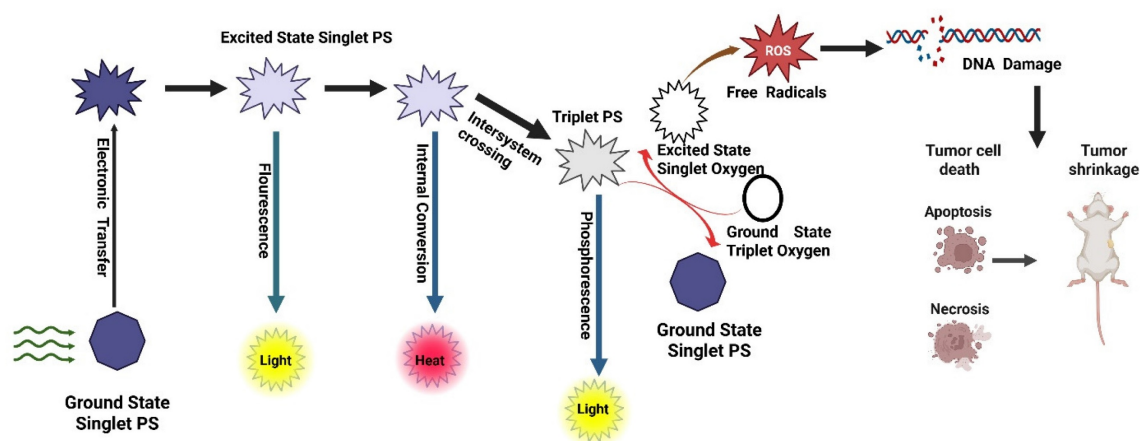 Excited State Singlet PS
Electronic Transfer
Ground State
Singlet PS
Flourescence
Light
Internal Conversion
Heat
Intersystem
crossing
Triplet PS
Phosphorescence
Light
Excited State
Singlet Oxygen
Ground State
Triplet Oxygen
Ground State
Singlet PS
ROS
Free Radicals
DNA Damage
Tumor cell
death
Apoptosis
Necrosis
Tumor
shrinkage